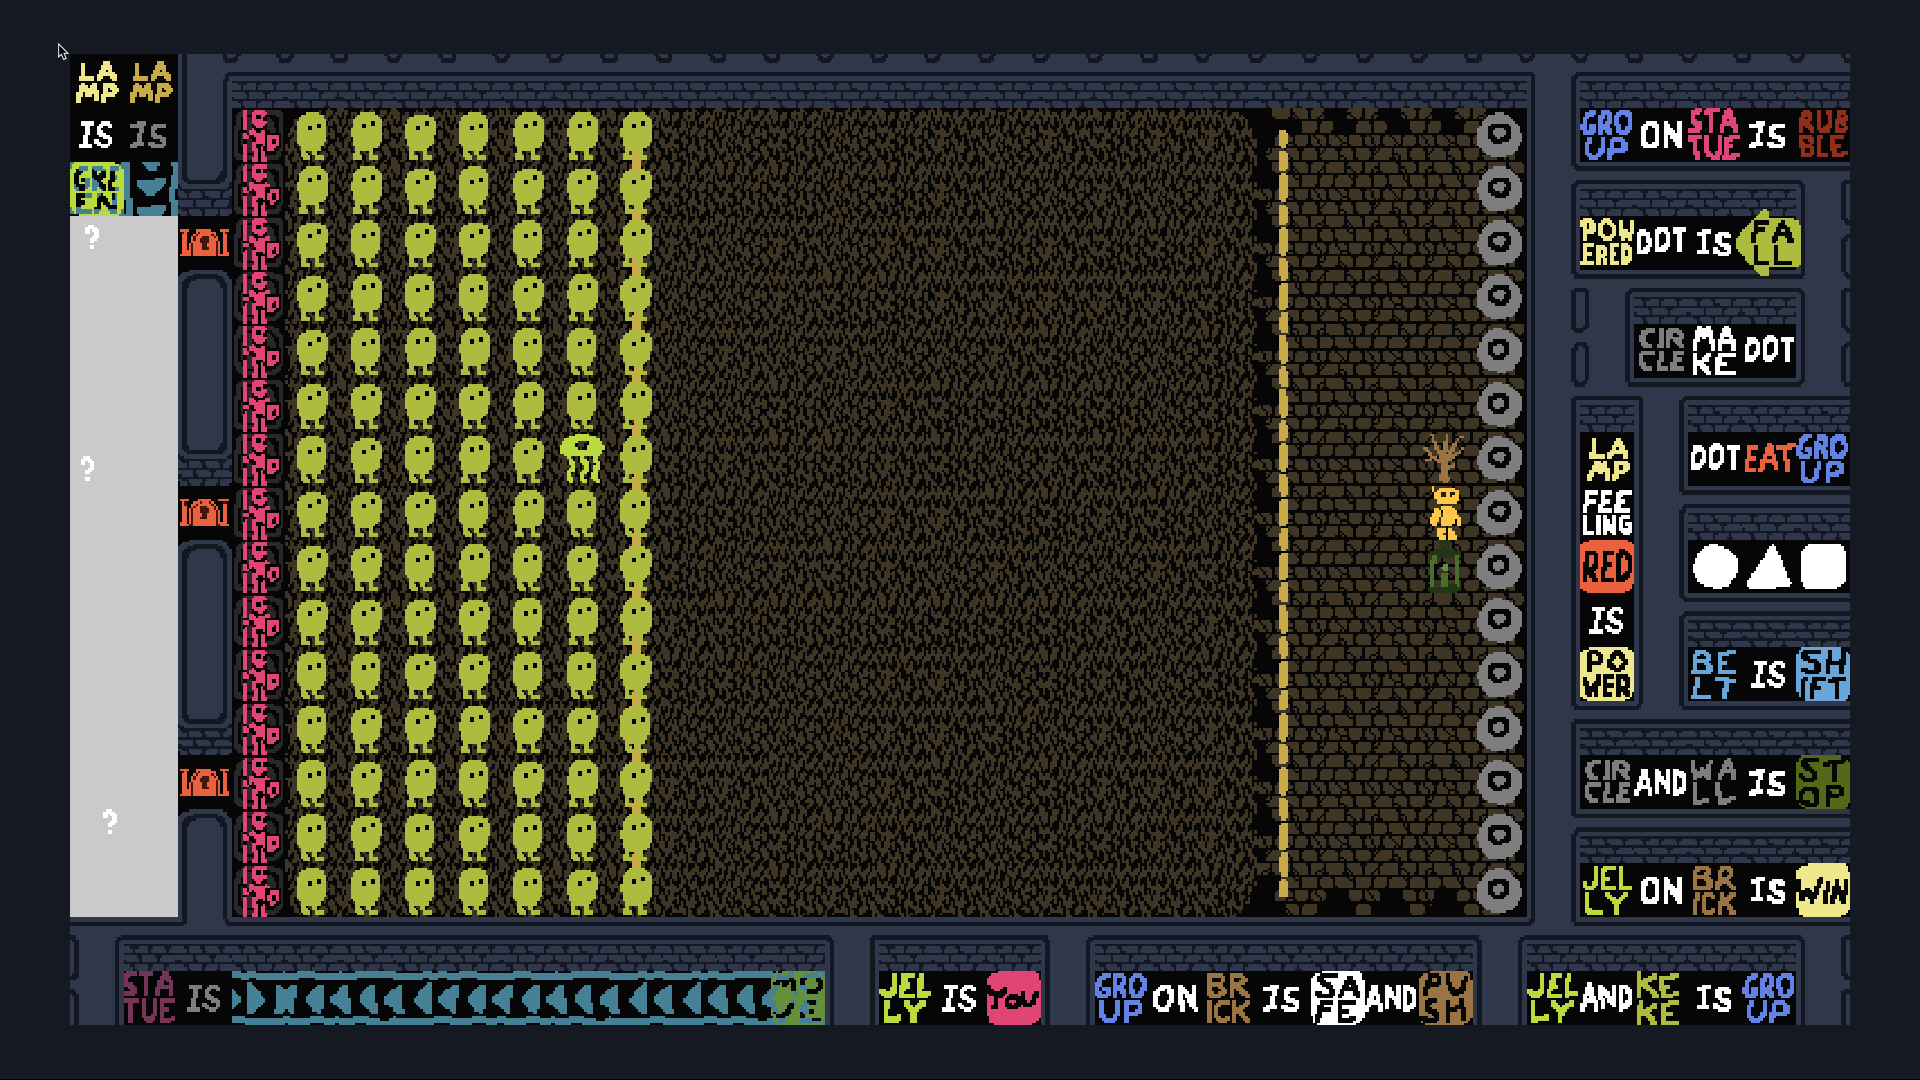 LAMP LAMP
IS IS
GREEN
?
?
?
GROUP ON STATUE IS RUBBLE
POWERED DOT IS FALL
CIRCLE MAKE DOT
LAMP
FEELING
RED
IS
POWER
DOT EAT GROUP
BELT IS SHIFT
CIRCLE AND WALL IS STOP
JELLY ON BRICK IS WIN
STATUE IS
JELLY IS YOU
GROUP ON BRICK IS SAFE AND PUSH
JELLY AND KEKE IS GROUP